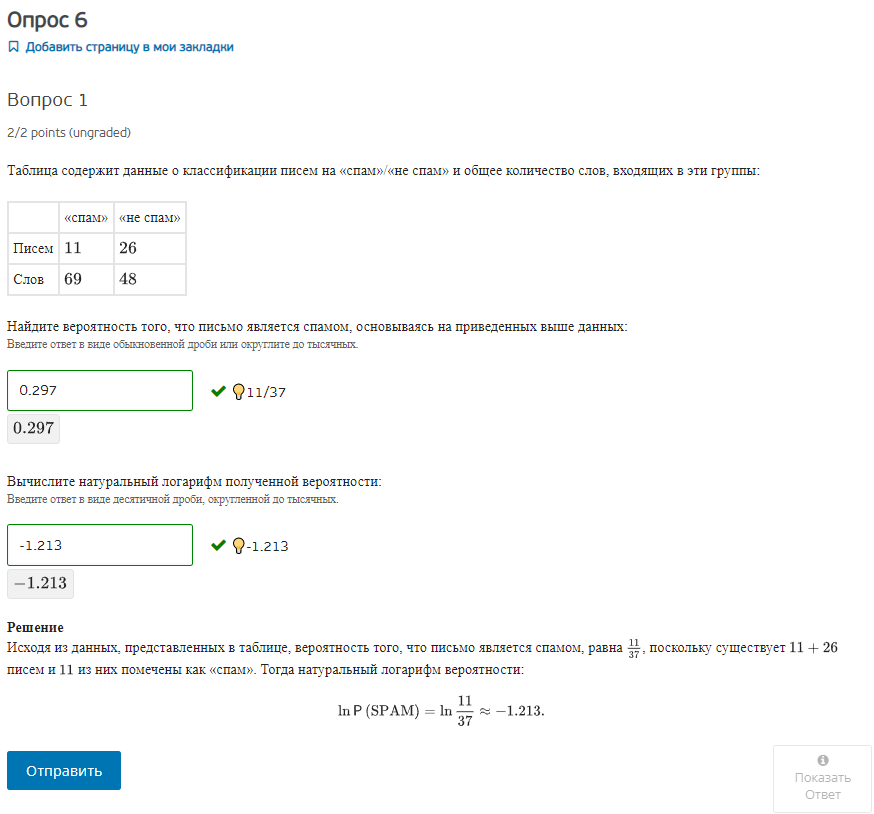 Опрос 6
Добавить страницу в мои закладки
Вопрос 1
2/2 points (ungraded)
Таблица содержит данные о классификации писем на «спам»/«не спам» и общее количество слов, входящих в эти группы:
«спам» «не спам»
Писем 11 26
Слов 69 48
Найдите вероятность того, что письмо является спамом, основываясь на приведенных выше данных:
Введите ответ в виде обыкновенной дроби или округлите до тысячных.
0.297 11/37
0.297
Вычислите натуральный логарифм полученной вероятности:
Введите ответ в виде десятичной дроби, округленной до тысячных.
-1.213 -1.213
−1.213
Решение
Исходя из данных, представленных в таблице, вероятность того, что письмо является спамом, равна 11/37, поскольку существует 11 + 26
писем и 11 из них помечены как «спам». Тогда натуральный логарифм вероятности:
ln P (SPAM) = ln 11/37 ≈ −1.213.
Отправить
Показать
Ответ